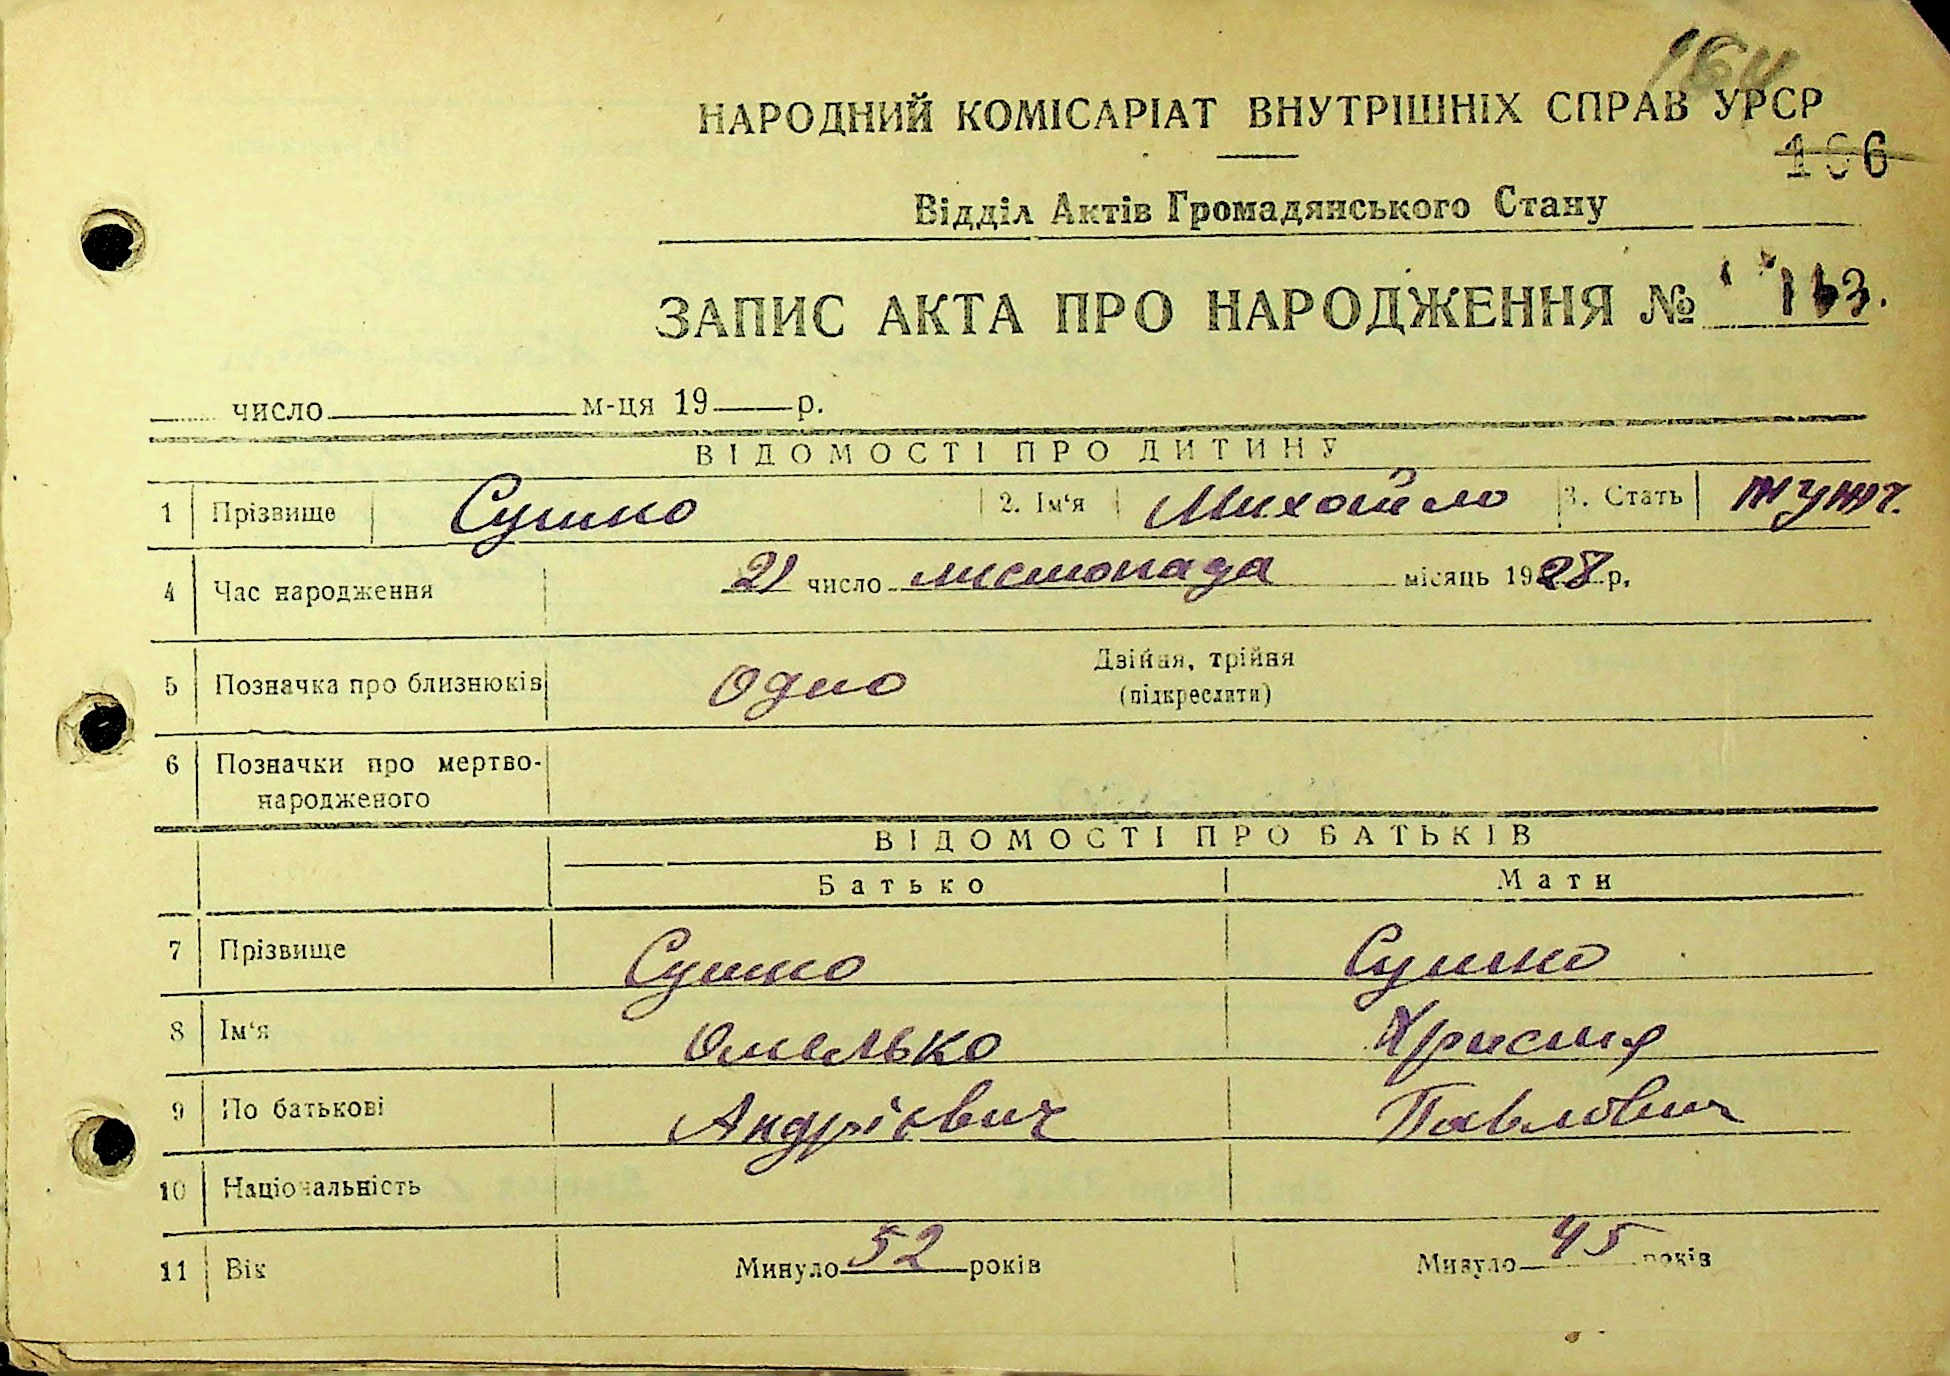 164
НАРОДНИЙ КОМІСАРІАТ ВНУТРІШНІХ СПРАВ УРСР
166
Відділ Актів Громадянського Стану
ЗАПИС АКТА ПРО НАРОДЖЕННЯ № 163.
число м-ця 19 р.
ВІДОМОСТІ ПРО ДИТИНУ
1 Прізвище Сушко 2. Ім'я Михайло 3. Стать
4 Час народження 21 число листопада місяць 1928 р.
5 Позначка про близнюків Одно Двійня, трійня
(підкреслити)
6 Позначки про мертво-
народженого
ВІДОМОСТІ ПРО БАТЬКІВ
Батько Мати
7 Прізвище Сушко Сушко
8 Ім'я Омелько Христя
9 По батькові Андрієвич Павлович
10 Національність
11 Вік Минуло 52 років Минуло 45 років